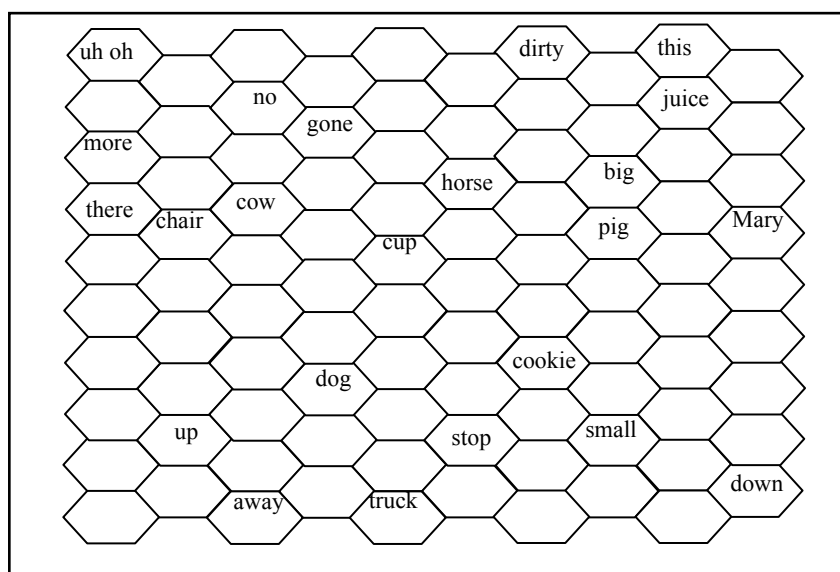 uh oh
dirty
this
no
juice
gone
more
big
horse
cow
there
chair
Mary
pig
cup
cookie
dog
up
small
stop
down
away
truck